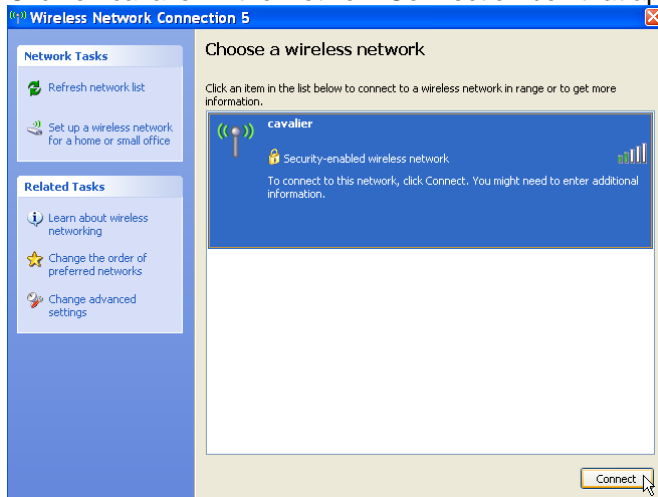 Wireless Network Connection 5
Network Tasks
Refresh network list
Set up a wireless network
for a home or small office
Related Tasks
Learn about wireless
networking
Change the order of
preferred networks
Change advanced
settings
Choose a wireless network
Click an item in the list below to connect to a wireless network in range or to get more
information.
cavalier
Security-enabled wireless network
To connect to this network, click Connect. You might need to enter additional
information.
Connect